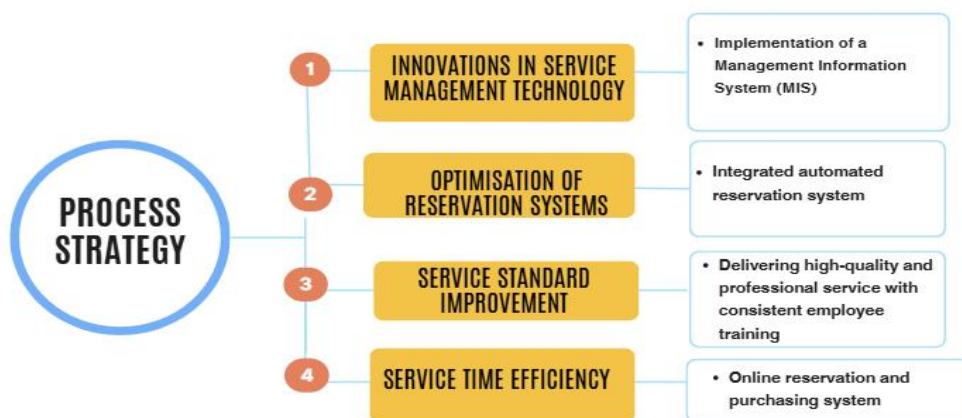 PROCESS
STRATEGY
1
INNOVATIONS IN SERVICE
MANAGEMENT TECHNOLOGY
• Implementation of a
Management Information
System (MIS)
2
OPTIMISATION OF
RESERVATION SYSTEMS
• Integrated automated
reservation system
3
SERVICE STANDARD
IMPROVEMENT
• Delivering high-quality and
professional service with
consistent employee
training
4
SERVICE TIME EFFICIENCY
• Online reservation and
purchasing system